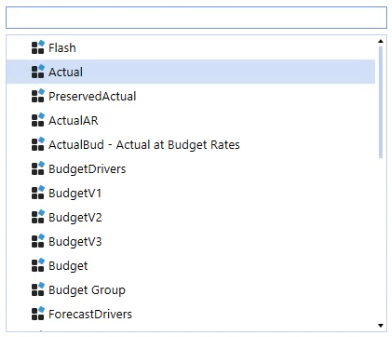 Flash
Actual
PreservedActual
ActualAR
ActualBud - Actual at Budget Rates
BudgetDrivers
BudgetV1
BudgetV2
BudgetV3
Budget
Budget Group
ForecastDrivers